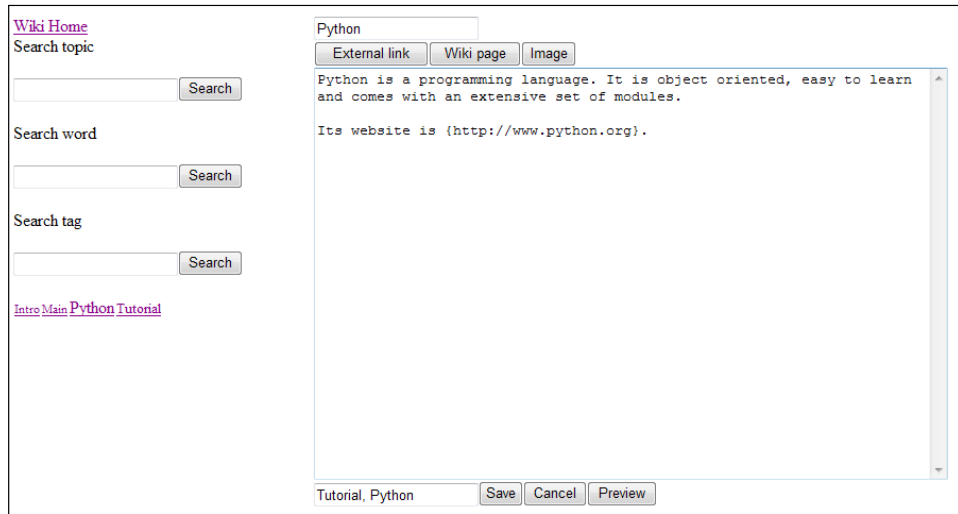 Wiki Home
Search topic
Search
Search word
Search
Search tag
Search
Intro Main Python Tutorial
Python
External link Wiki page Image
Python is a programming language. It is object oriented, easy to learn
and comes with an extensive set of modules.
Its website is {http://www.python.org}.
Tutorial, Python Save Cancel Preview